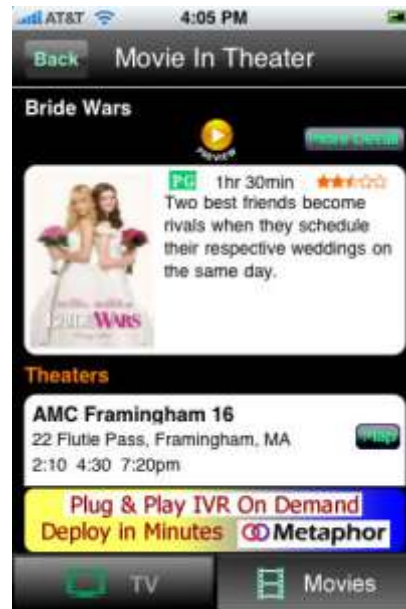 AT&T 4:05 PM
Back Movie In Theater
Bride Wars
PREVIEW
More Detail
PG 1hr 30min
Two best friends become
rivals when they schedule
their respective weddings on
the same day.
BRIDE WARS
Theaters
AMC Framingham 16
22 Flutie Pass, Framingham, MA
Map
2:10 4:30 7:20pm
Plug & Play IVR On Demand
Deploy in Minutes Metaphor
TV Movies